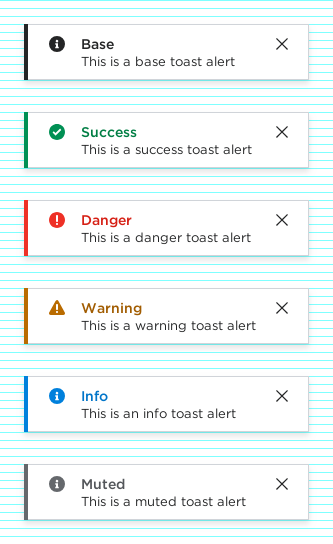 Base
This is a base toast alert
Success
This is a success toast alert
Danger
This is a danger toast alert
Warning
This is a warning toast alert
Info
This is an info toast alert
Muted
This is a muted toast alert